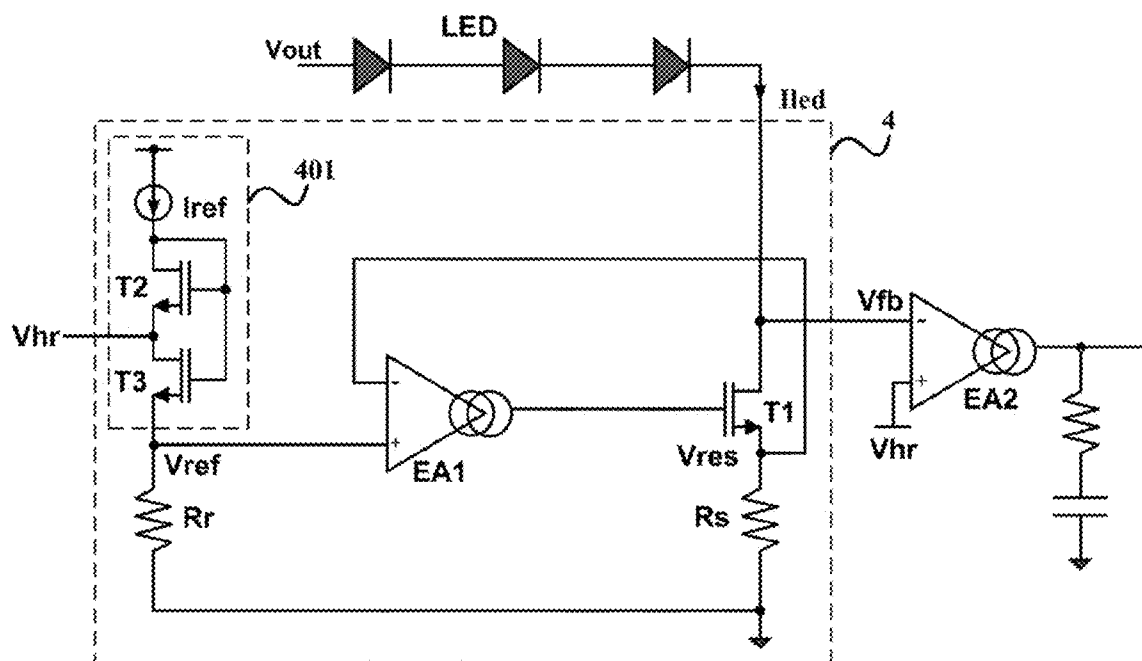 LED
Vout
Iled
4
401
Iref
T2
Vhr
T3
Vfb
-
+
EA2
Vhr
-
+
EA1
T1
Vres
Vref
Rr
Rs